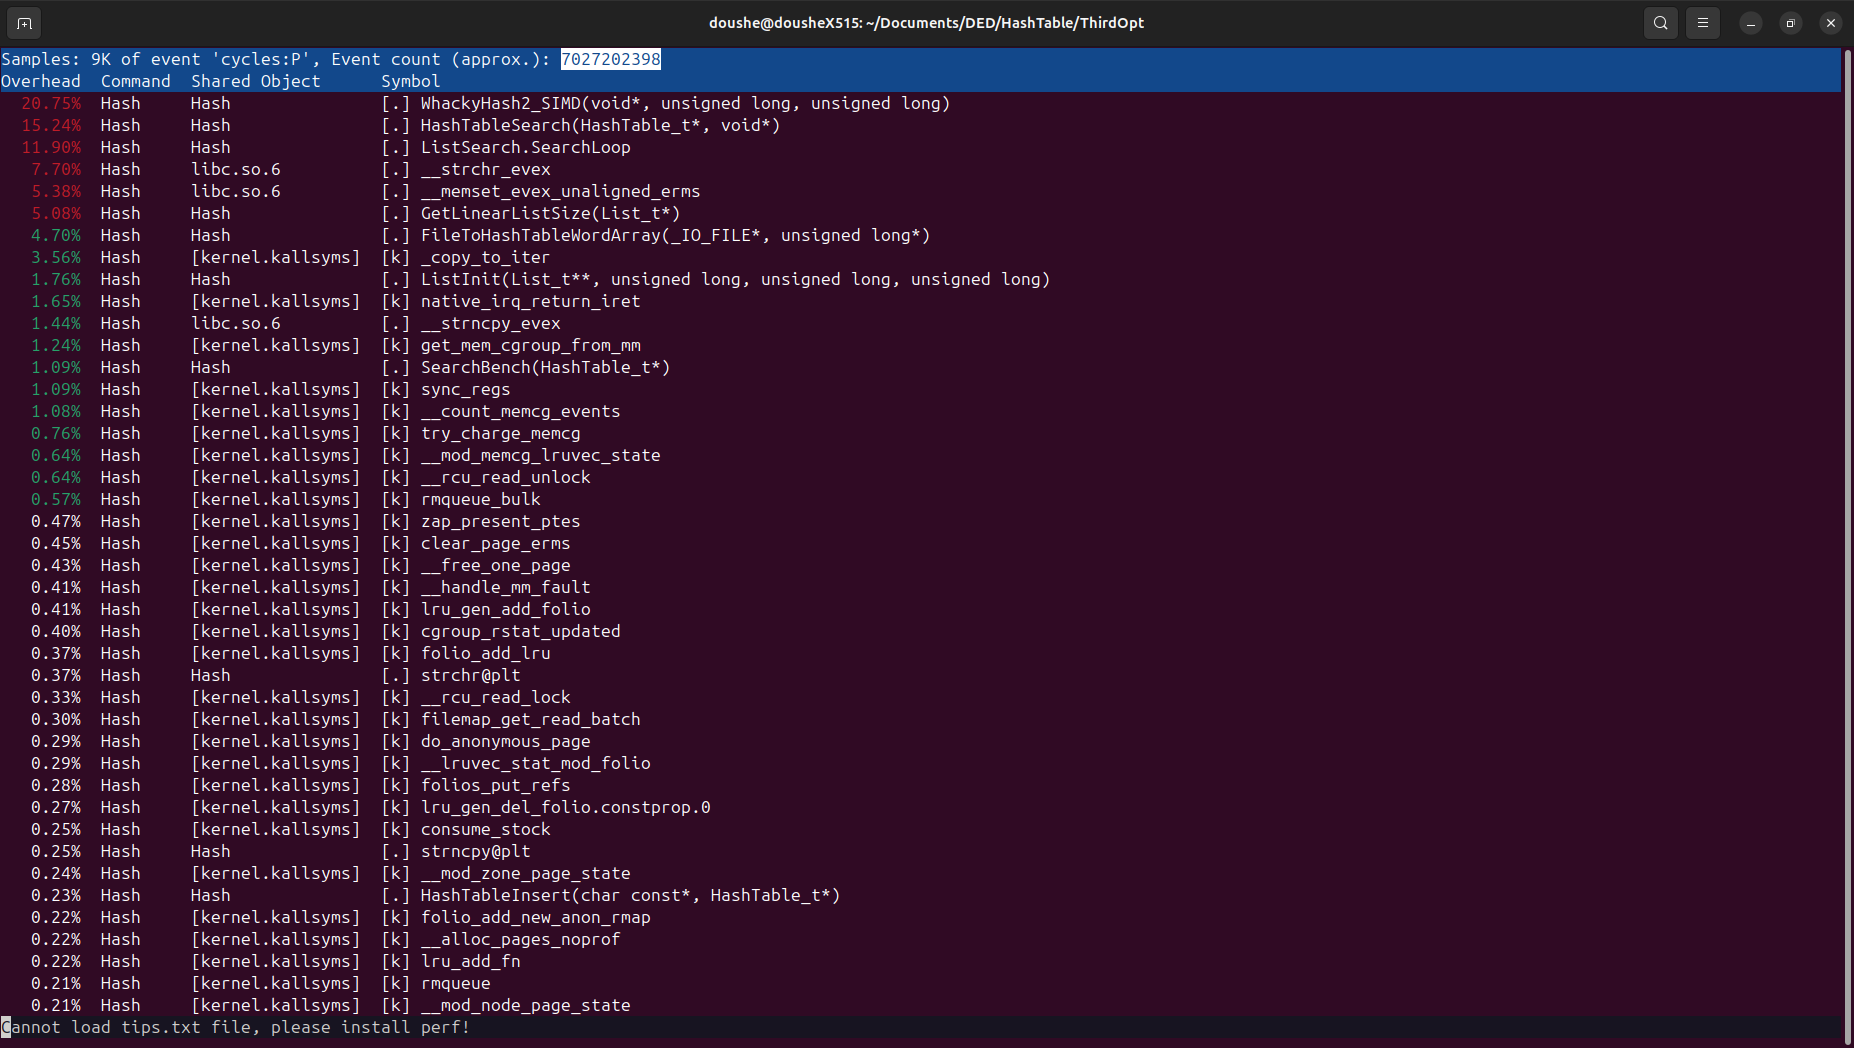 doushe@dousheX515: ~/Documents/DED/HashTable/ThirdOpt
Samples: 9K of event 'cycles:P', Event count (approx.): 7027202398
Overhead  Command  Shared Object      Symbol
20.75%  Hash     Hash               [.] WhackyHash2_SIMD(void*, unsigned long, unsigned long)
15.24%  Hash     Hash               [.] HashTableSearch(HashTable_t*, void*)
11.90%  Hash     Hash               [.] ListSearch.SearchLoop
7.70%  Hash     libc.so.6          [.] __strchr_evex
5.38%  Hash     libc.so.6          [.] __memset_evex_unaligned_erms
5.08%  Hash     Hash               [.] GetLinearListSize(List_t*)
4.70%  Hash     Hash               [.] FileToHashTableWordArray(_IO_FILE*, unsigned long*)
3.56%  Hash     [kernel.kallsyms]  [k] _copy_to_iter
1.76%  Hash     Hash               [.] ListInit(List_t**, unsigned long, unsigned long, unsigned long)
1.65%  Hash     [kernel.kallsyms]  [k] native_irq_return_iret
1.44%  Hash     libc.so.6          [.] __strncpy_evex
1.24%  Hash     [kernel.kallsyms]  [k] get_mem_cgroup_from_mm
1.09%  Hash     Hash               [.] SearchBench(HashTable_t*)
1.09%  Hash     [kernel.kallsyms]  [k] sync_regs
1.08%  Hash     [kernel.kallsyms]  [k] __count_memcg_events
0.76%  Hash     [kernel.kallsyms]  [k] try_charge_memcg
0.64%  Hash     [kernel.kallsyms]  [k] __mod_memcg_lruvec_state
0.64%  Hash     [kernel.kallsyms]  [k] __rcu_read_unlock
0.57%  Hash     [kernel.kallsyms]  [k] rmqueue_bulk
0.47%  Hash     [kernel.kallsyms]  [k] zap_present_ptes
0.45%  Hash     [kernel.kallsyms]  [k] clear_page_erms
0.43%  Hash     [kernel.kallsyms]  [k] __free_one_page
0.41%  Hash     [kernel.kallsyms]  [k] __handle_mm_fault
0.41%  Hash     [kernel.kallsyms]  [k] lru_gen_add_folio
0.40%  Hash     [kernel.kallsyms]  [k] cgroup_rstat_updated
0.37%  Hash     [kernel.kallsyms]  [k] folio_add_lru
0.37%  Hash     Hash               [.] strchr@plt
0.33%  Hash     [kernel.kallsyms]  [k] __rcu_read_lock
0.30%  Hash     [kernel.kallsyms]  [k] filemap_get_read_batch
0.29%  Hash     [kernel.kallsyms]  [k] do_anonymous_page
0.29%  Hash     [kernel.kallsyms]  [k] __lruvec_stat_mod_folio
0.28%  Hash     [kernel.kallsyms]  [k] folios_put_refs
0.27%  Hash     [kernel.kallsyms]  [k] lru_gen_del_folio.constprop.0
0.25%  Hash     [kernel.kallsyms]  [k] consume_stock
0.25%  Hash     Hash               [.] strncpy@plt
0.24%  Hash     [kernel.kallsyms]  [k] __mod_zone_page_state
0.23%  Hash     Hash               [.] HashTableInsert(char const*, HashTable_t*)
0.22%  Hash     [kernel.kallsyms]  [k] folio_add_new_anon_rmap
0.22%  Hash     [kernel.kallsyms]  [k] __alloc_pages_noprof
0.22%  Hash     [kernel.kallsyms]  [k] lru_add_fn
0.21%  Hash     [kernel.kallsyms]  [k] rmqueue
0.21%  Hash     [kernel.kallsyms]  [k] __mod_node_page_state
Cannot load tips.txt file, please install perf!